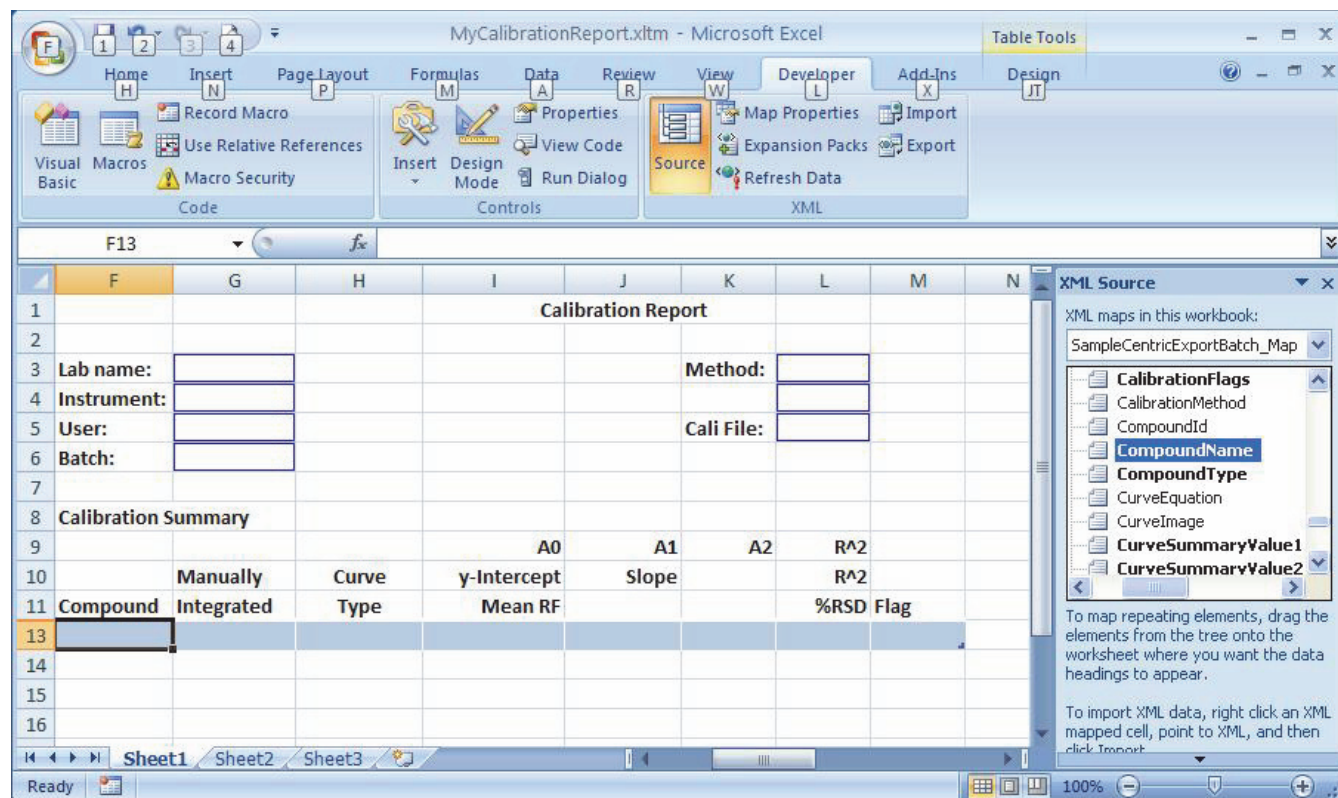 MyCalibrationReport.xltm - Microsoft Excel
Table Tools
F
1 2 3 4
Home Insert Page Layout Formulas Data Review View Developer Add-Ins Design
H N P M A R W L X JT
Visual Basic
Macros
Record Macro
Use Relative References
Macro Security
Code
Insert
Design Mode
Properties
View Code
Run Dialog
Controls
Source
Map Properties
Expansion Packs
Refresh Data
Import
Export
XML
F13
fx
F G H I J K L M N
1 Calibration Report
2
3 Lab name: Method:
4 Instrument:
5 User: Cali File:
6 Batch:
7
8 Calibration Summary
9 A0 A1 A2 R^2
10 Manually Curve y-Intercept Slope R^2
11 Compound Integrated Type Mean RF %RSD Flag
13
14
15
16
XML Source
XML maps in this workbook:
SampleCentricExportBatch_Map
CalibrationFlags
CalibrationMethod
CompoundId
CompoundName
CompoundType
CurveEquation
CurveImage
CurveSummaryValue1
CurveSummaryValue2
To map repeating elements, drag the
elements from the tree onto the
worksheet where you want the data
headings to appear.
To import XML data, right click an XML
mapped cell, point to XML, and then
click Import.
Sheet1 Sheet2 Sheet3
Ready
100%